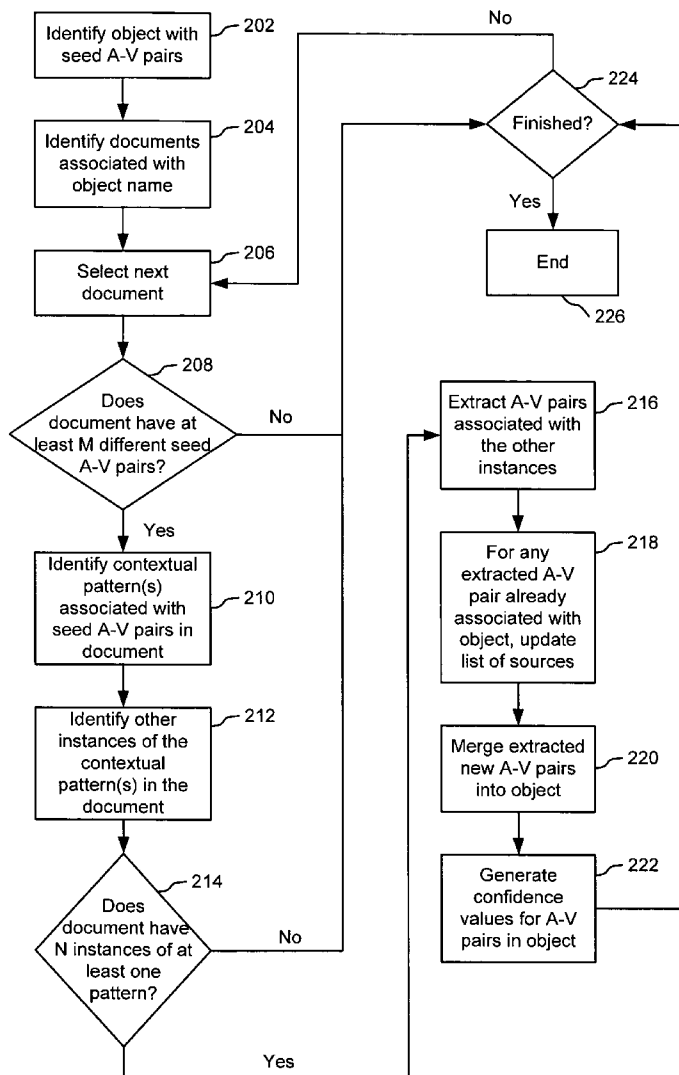 Identify object with
seed A-V pairs
202
Identify documents
associated with
object name
204
Select next
document
206
Does
document have at
least M different seed
A-V pairs?
208
No
Yes
Identify contextual
pattern(s)
associated with
seed A-V pairs in
document
210
Identify other
instances of the
contextual
pattern(s) in the
document
212
Does
document have
N instances of at
least one
pattern?
214
No
Yes
Extract A-V pairs
associated with
the other
instances
216
For any
extracted A-V
pair already
associated with
object, update
list of sources
218
Merge extracted
new A-V pairs
into object
220
Generate
confidence
values for A-V
pairs in object
222
No
Finished?
224
Yes
End
226